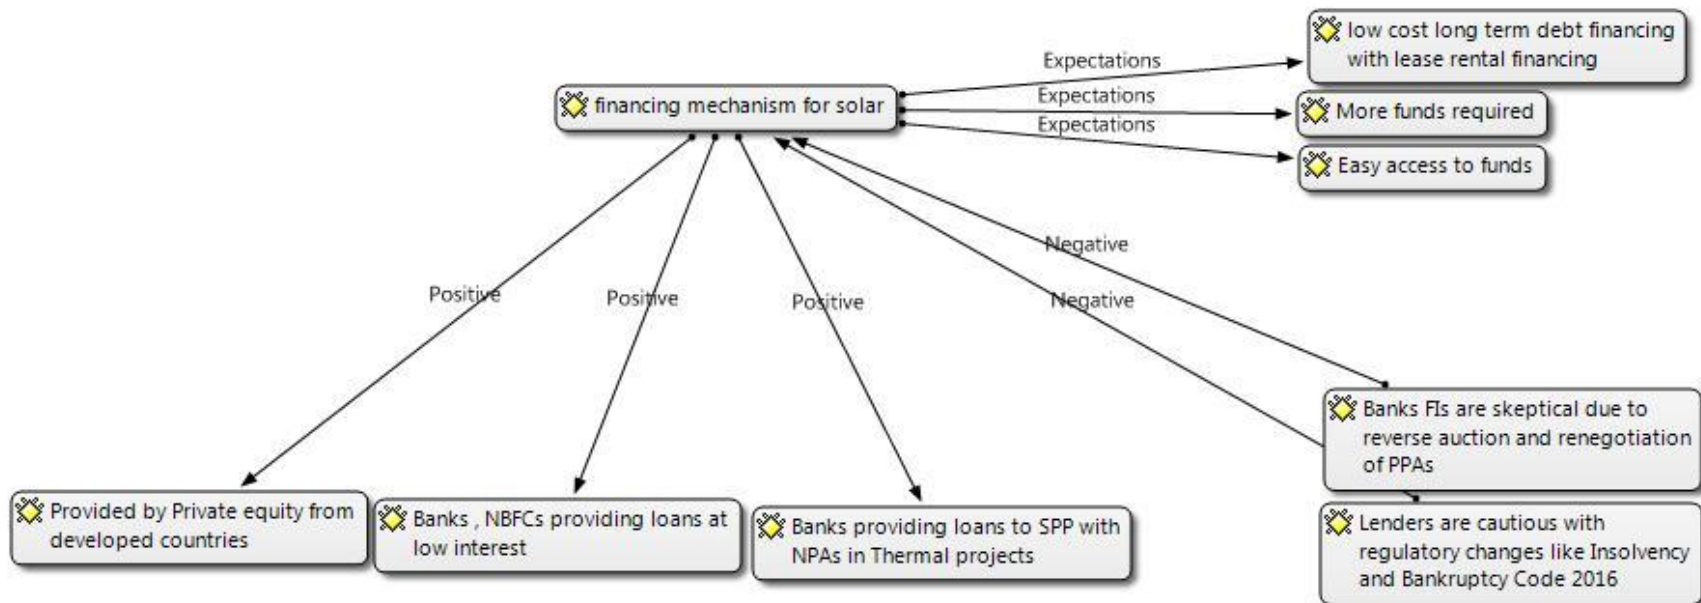 low cost long term debt financing
with lease rental financing
Expectations
financing mechanism for solar
Expectations
More funds required
Expectations
Easy access to funds
Negative
Negative
Positive
Positive
Positive
Banks FIs are skeptical due to
reverse auction and renegotiation
of PPAs
Provided by Private equity from
developed countries
Banks , NBFCs providing loans at
low interest
Banks providing loans to SPP with
NPAs in Thermal projects
Lenders are cautious with
regulatory changes like Insolvency
and Bankruptcy Code 2016